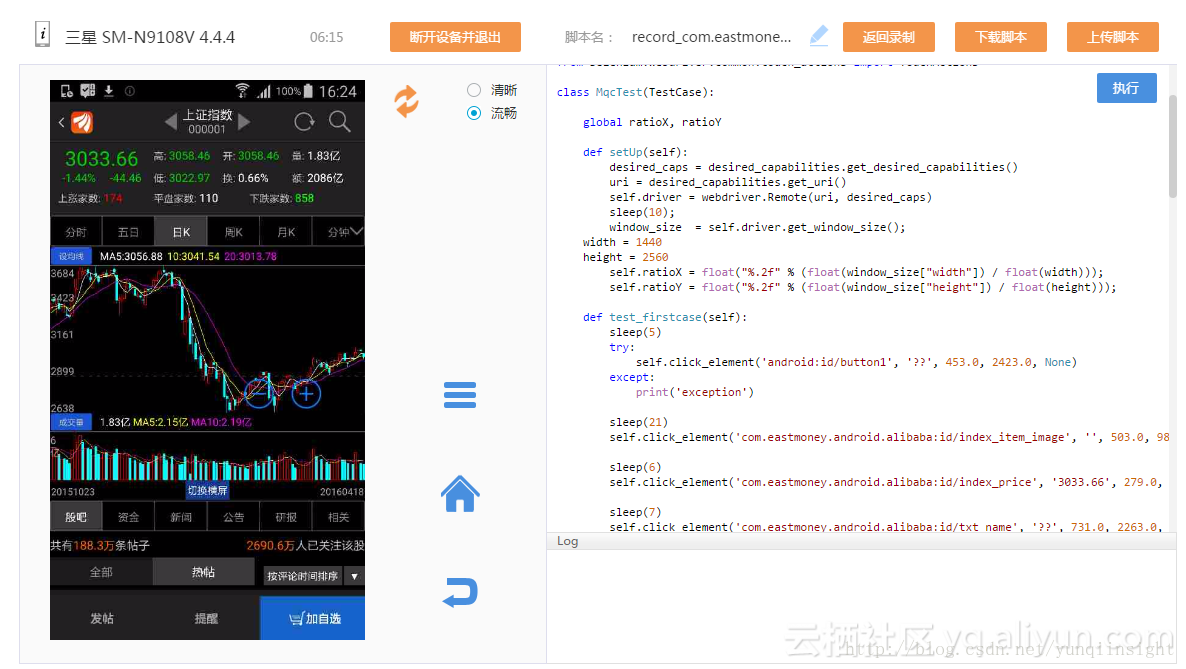 三星 SM-N9108V 4.4.4
06:15
断开设备并退出
脚本名：
record_com.eastmone...
返回录制
下载脚本
上传脚本
100% 16:24
上证指数
000001
3033.66
-1.44% -44.46
高: 3058.46 开: 3058.46 量: 1.83亿
低: 3022.97 换: 0.66% 额: 2086亿
上涨家数: 174 平盘家数: 110 下跌家数: 858
分时 五日 日K 周K 月K 分钟
设均线 MA5:3056.88 10:3041.54 20:3013.78
3684
3423
3161
2899
2638
成交量 1.83亿 MA5:2.15亿 MA10:2.19亿
6
亿
20151023 切换横屏 20160418
股吧 资金 新闻 公告 研报 相关
共有188.3万条帖子 2690.6万人已关注该股
全部 热帖 按评论时间排序
发帖 提醒 加自选
清晰
流畅
执行
class MqcTest(TestCase):
global ratioX, ratioY
def setUp(self):
desired_caps = desired_capabilities.get_desired_capabilities()
uri = desired_capabilities.get_uri()
self.driver = webdriver.Remote(uri, desired_caps)
sleep(10);
window_size  = self.driver.get_window_size();
width = 1440
height = 2560
self.ratioX = float("%.2f" % (float(window_size["width"]) / float(width)));
self.ratioY = float("%.2f" % (float(window_size["height"]) / float(height)));
def test_firstcase(self):
sleep(5)
try:
self.click_element('android:id/button1', '??', 453.0, 2423.0, None)
except:
print('exception')
sleep(21)
self.click_element('com.eastmoney.android.alibaba:id/index_item_image', '', 503.0, 98
sleep(6)
self.click_element('com.eastmoney.android.alibaba:id/index_price', '3033.66', 279.0,
sleep(7)
self.click_element('com.eastmoney.android.alibaba:id/txt_name', '??', 731.0, 2263.0,
Log
云栖社区 yq.aliyun.com
http://blog.csdn.net/yunqiinsight